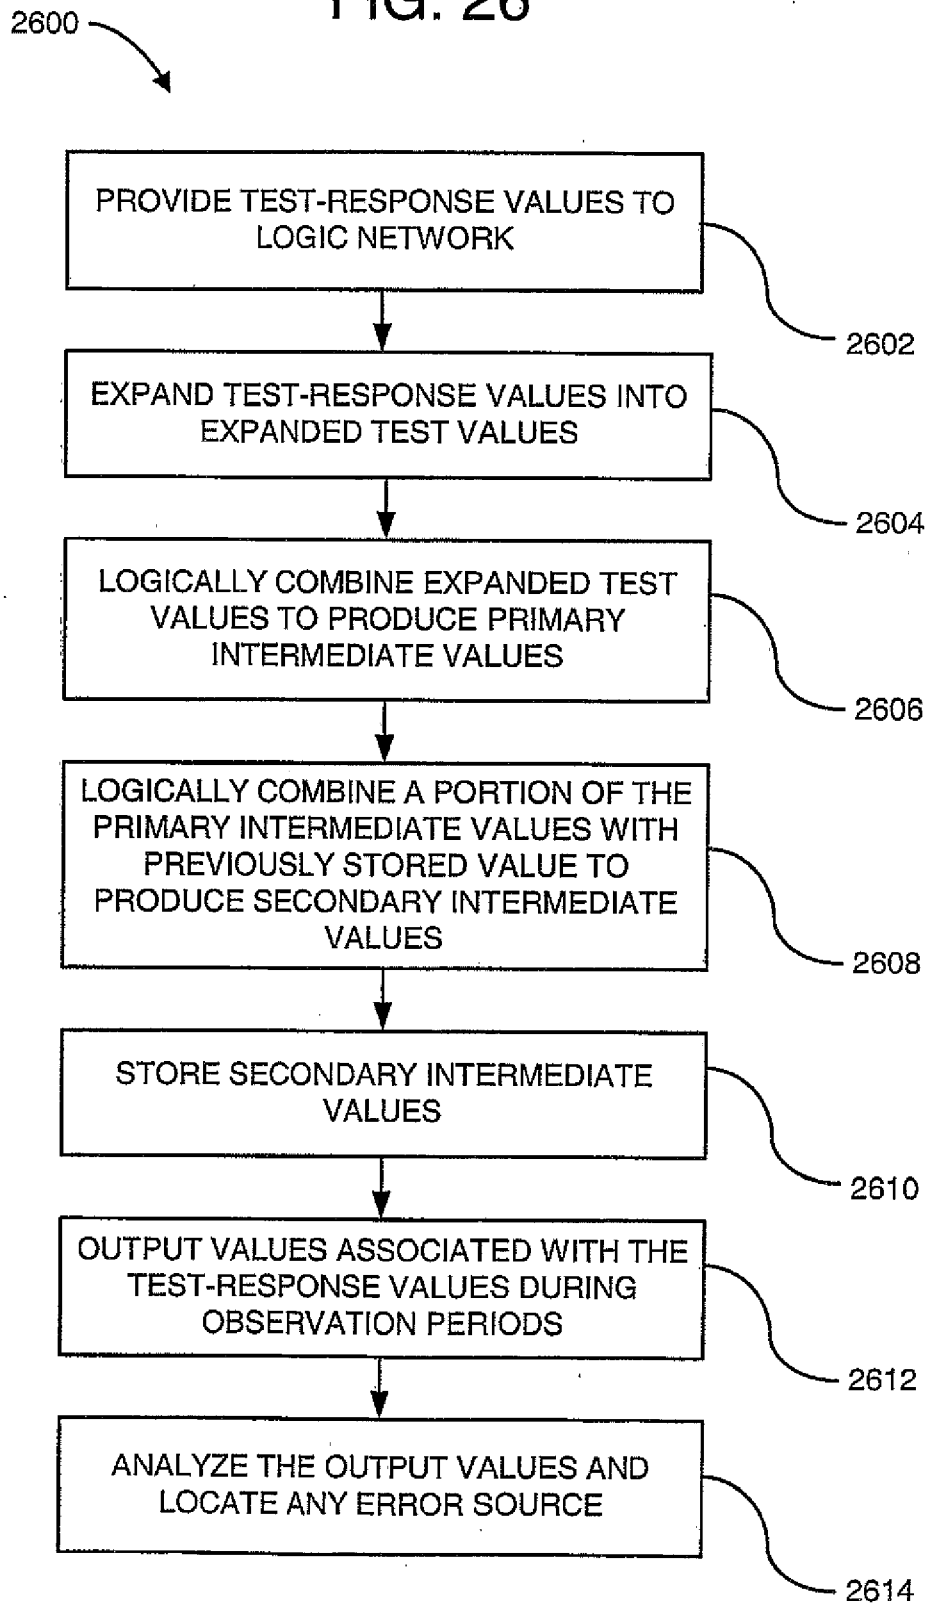 FIG. 26
2600
PROVIDE TEST-RESPONSE VALUES TO
LOGIC NETWORK
2602
EXPAND TEST-RESPONSE VALUES INTO
EXPANDED TEST VALUES
2604
LOGICALLY COMBINE EXPANDED TEST
VALUES TO PRODUCE PRIMARY
INTERMEDIATE VALUES
2606
LOGICALLY COMBINE A PORTION OF THE
PRIMARY INTERMEDIATE VALUES WITH
PREVIOUSLY STORED VALUE TO
PRODUCE SECONDARY INTERMEDIATE
VALUES
2608
STORE SECONDARY INTERMEDIATE
VALUES
2610
OUTPUT VALUES ASSOCIATED WITH THE
TEST-RESPONSE VALUES DURING
OBSERVATION PERIODS
2612
ANALYZE THE OUTPUT VALUES AND
LOCATE ANY ERROR SOURCE
2614